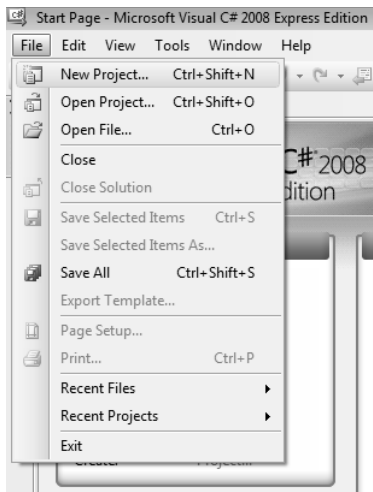 Start Page - Microsoft Visual C# 2008 Express Edition
File Edit View Tools Window Help
New Project... Ctrl+Shift+N
Open Project... Ctrl+Shift+O
Open File... Ctrl+O
Close
C# 2008
Close Solution
dition
Save Selected Items Ctrl+S
Save Selected Items As...
Save All Ctrl+Shift+S
Export Template...
Page Setup...
Print... Ctrl+P
Recent Files
Recent Projects
Exit